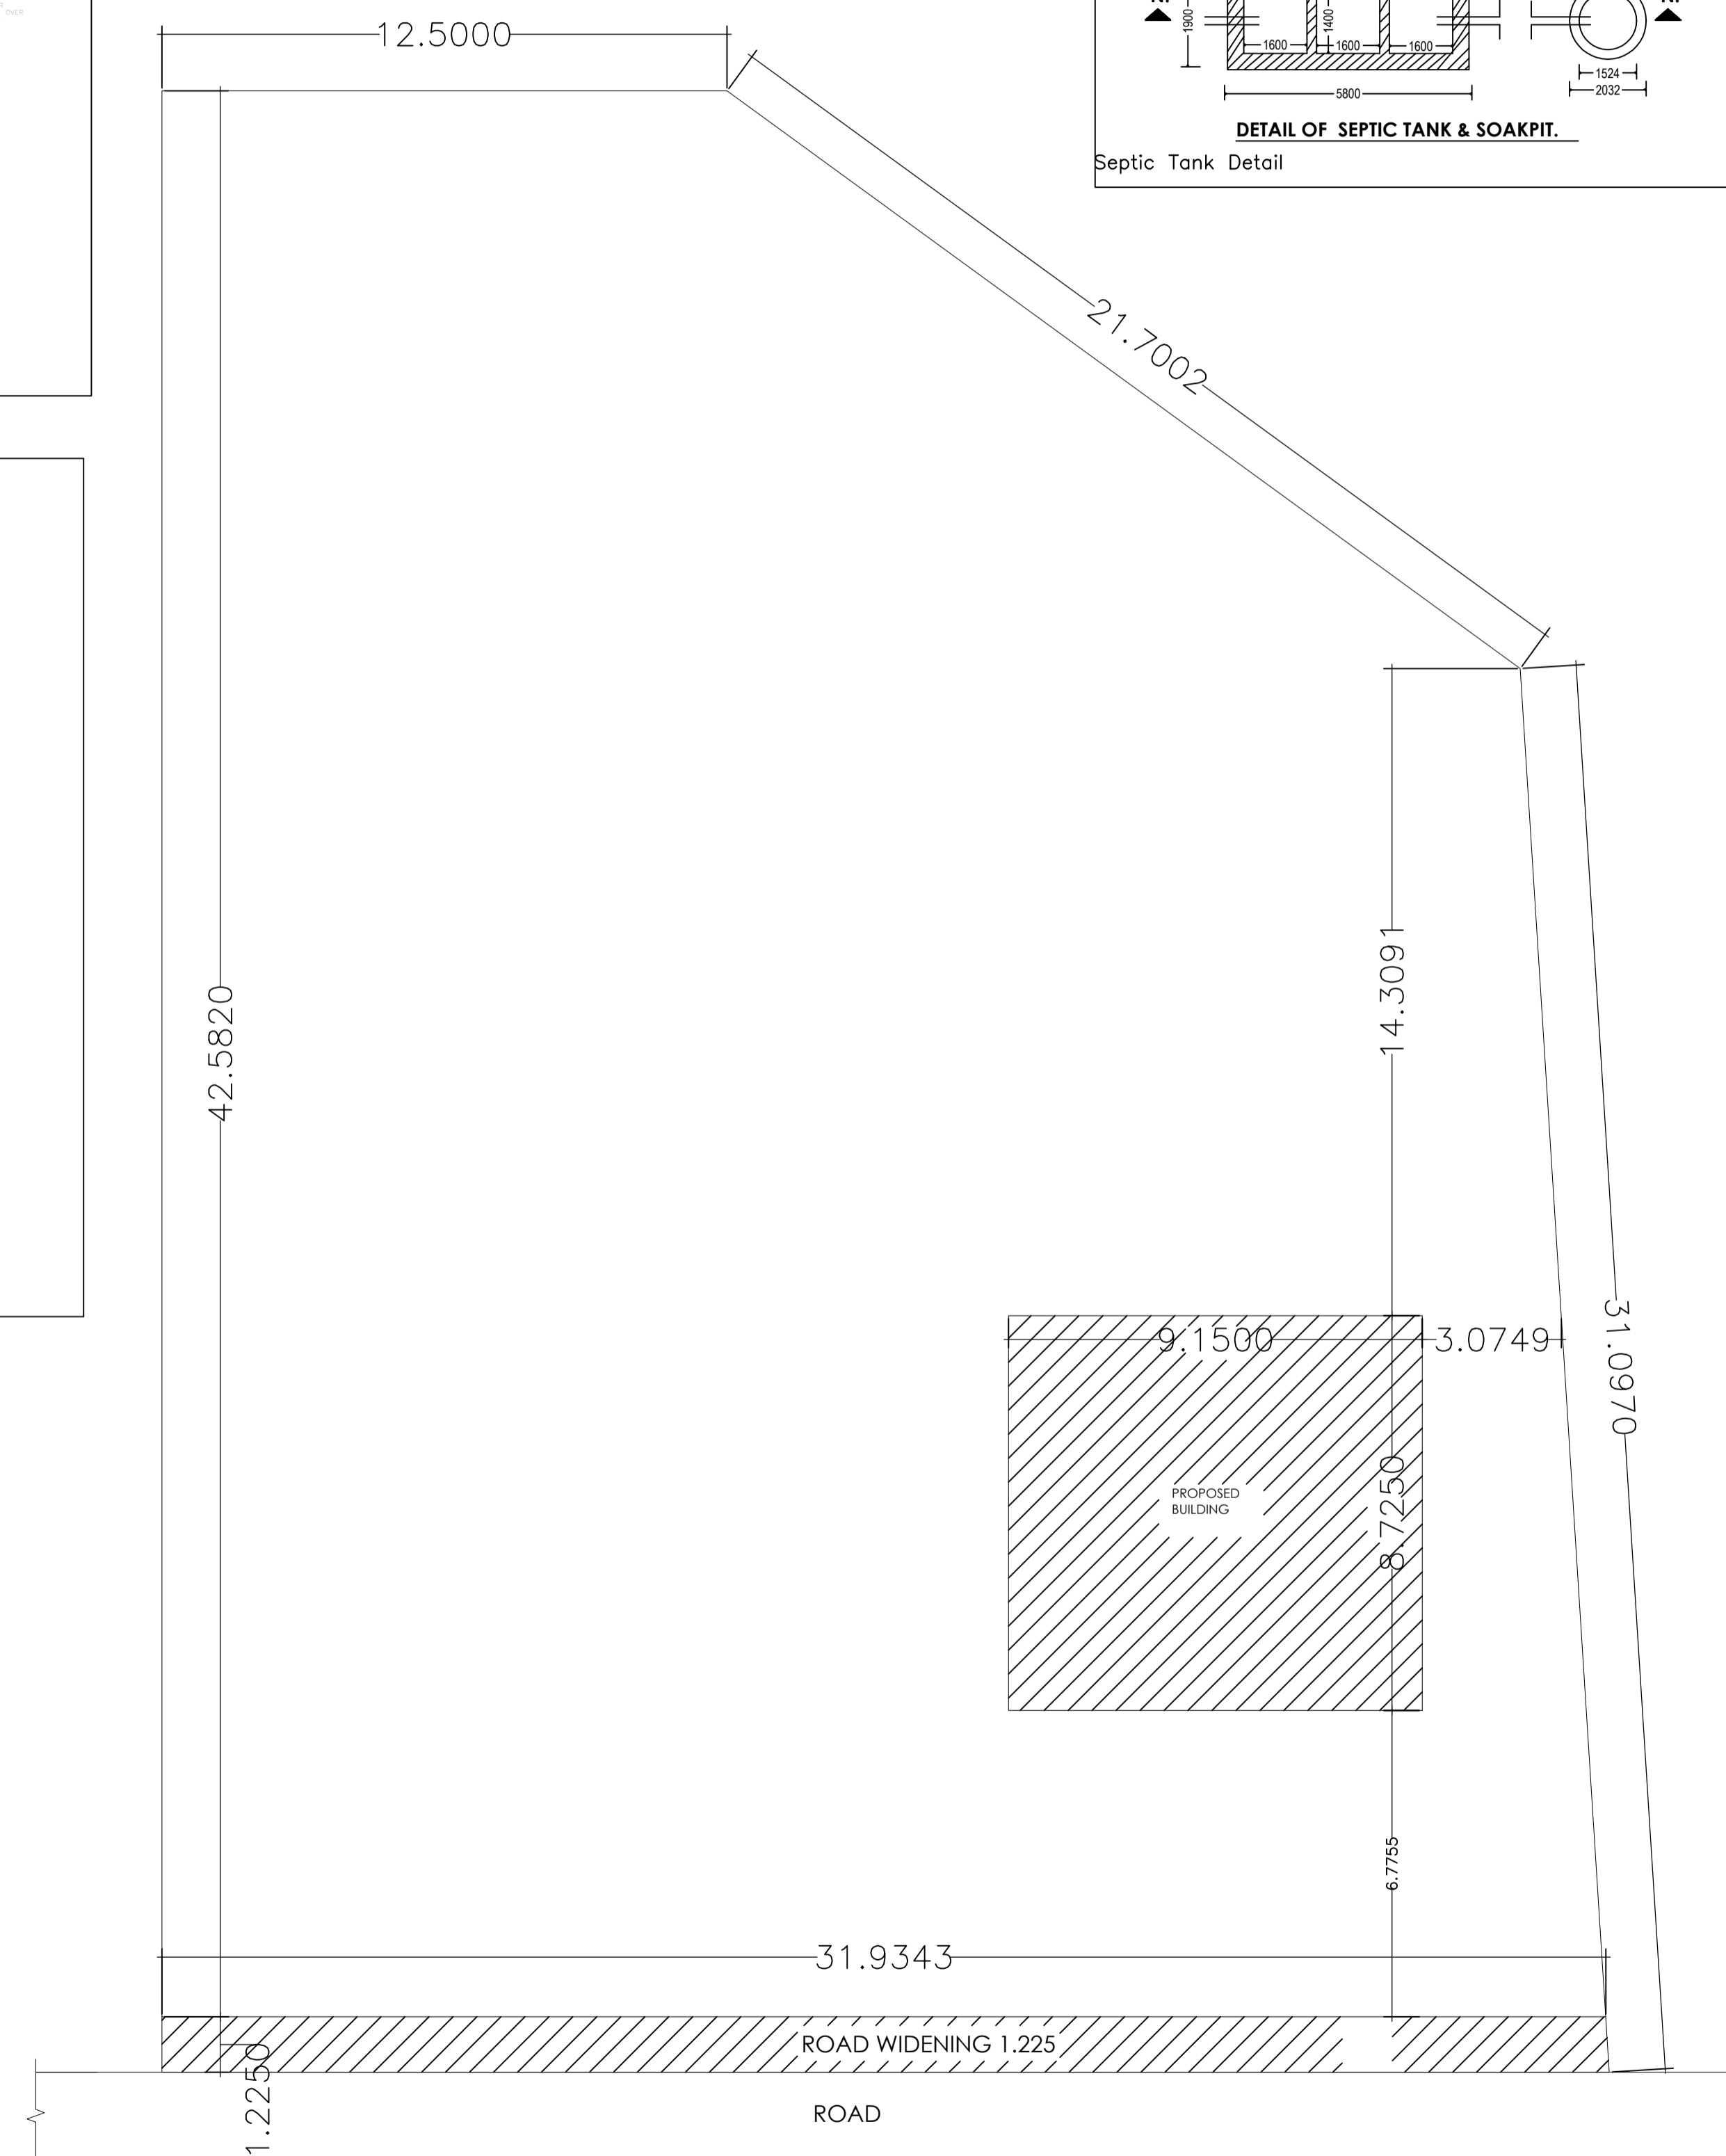 OVER
12.5000
1900
1400
1600
1600
1600
5800
1524
2032
DETAIL OF SEPTIC TANK & SOAKPIT.
Septic Tank Detail
21.7002
42.5820
14.3091
9.1500
3.0749
31.0970
PROPOSED
BUILDING
8.7250
6.7755
31.9343
ROAD WIDENING 1.225
1.2250
ROAD